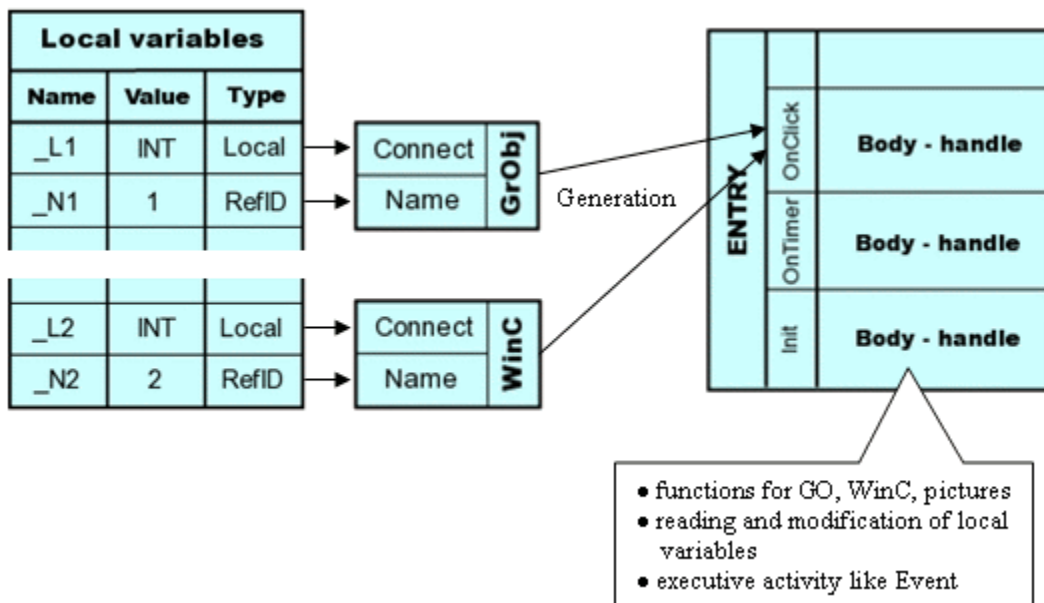 Local variables
Name Value Type
_L1 INT Local
_N1 1 RefID
_L2 INT Local
_N2 2 RefID
Connect
Name
GrObj
Connect
Name
WinC
Generation
ENTRY
OnClick
Body - handle
OnTimer
Body - handle
Init
Body - handle
● functions for GO, WinC, pictures
● reading and modification of local
variables
● executive activity like Event